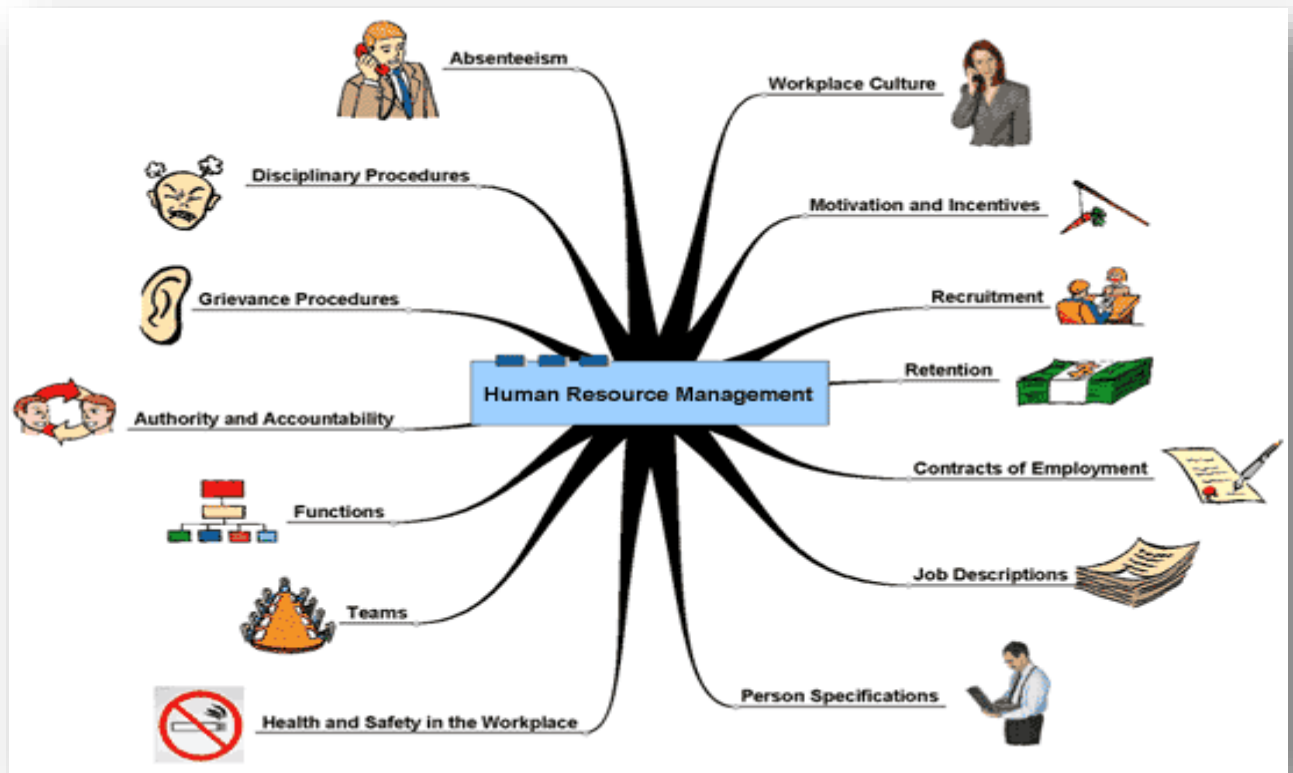 Absenteeism
Workplace Culture
Disciplinary Procedures
Motivation and Incentives
Grievance Procedures
Recruitment
Retention
Human Resource Management
Authority and Accountability
Contracts of Employment
Functions
Job Descriptions
Teams
Person Specifications
Health and Safety in the Workplace